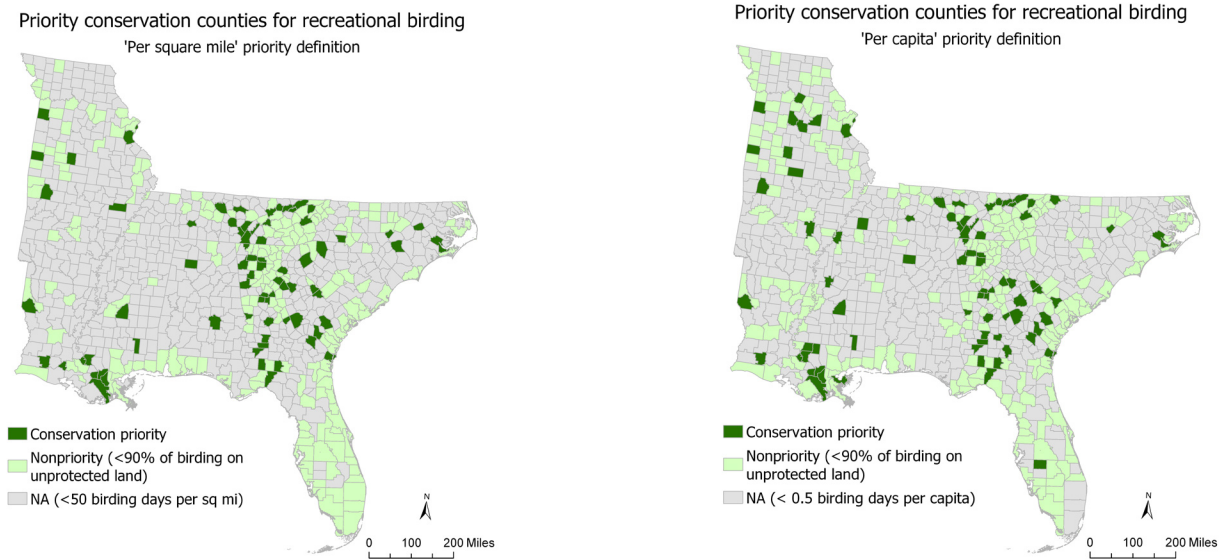 Priority conservation counties for recreational birding
'Per square mile' priority definition
Conservation priority
Nonpriority (<90% of birding on
unprotected land)
NA (<50 birding days per sq mi)
N
0 100 200 Miles
Priority conservation counties for recreational birding
'Per capita' priority definition
Conservation priority
Nonpriority (<90% of birding on
unprotected land)
NA (< 0.5 birding days per capita)
N
0 100 200 Miles